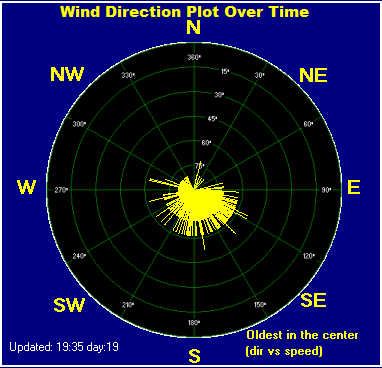 Wind Direction Plot Over Time
N
360°
NW
330°
15°
15°
30°
NE
30°
300°
45°
60°
60°
75°
W
270°
90°
E
240°
120°
SW
210°
150°
SE
180°
Oldest in the center
Updated: 19:35 day:19
S
(dir vs speed)